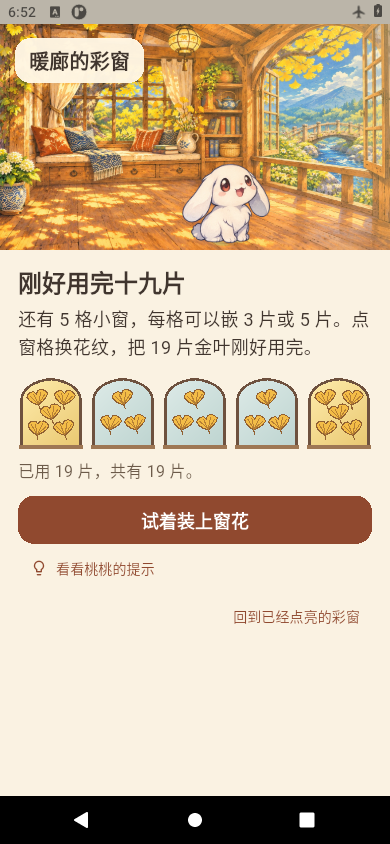 6:52
A
暖廊的彩窗
刚好用完十九片
还有 5 格小窗，每格可以嵌 3 片或 5 片。点
窗格换花纹，把 19 片金叶刚好用完。
已用 19 片，共有 19 片。
试着装上窗花
看看桃桃的提示
回到已经点亮的彩窗